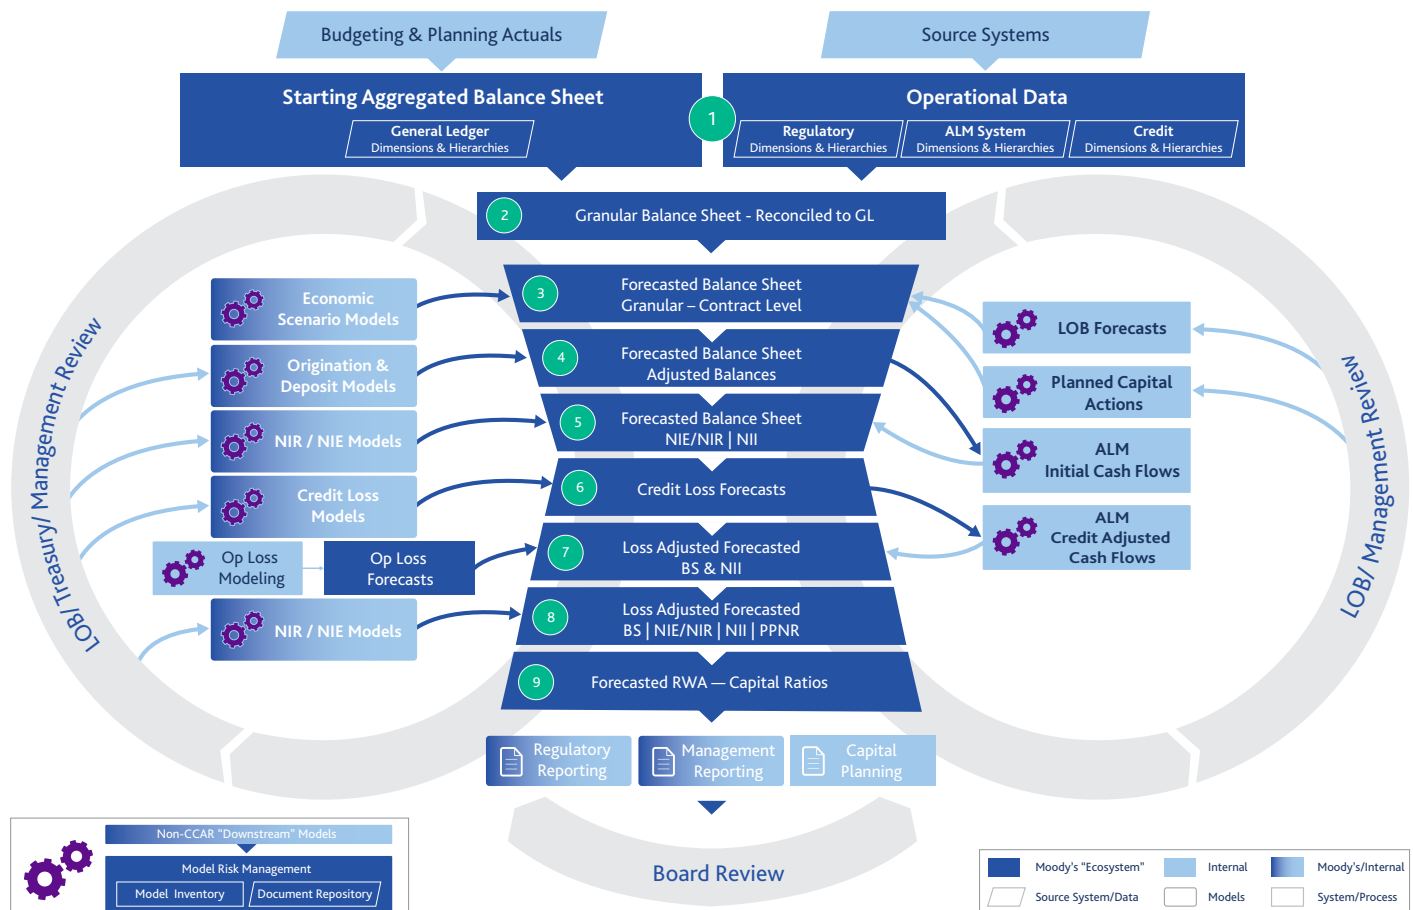 Budgeting & Planning Actuals
Source Systems
Starting Aggregated Balance Sheet
General Ledger
Dimensions & Hierarchies
1
Operational Data
Regulatory
Dimensions & Hierarchies
ALM System
Dimensions & Hierarchies
Credit
Dimensions & Hierarchies
2
Granular Balance Sheet - Reconciled to GL
3
Forecasted Balance Sheet
Granular – Contract Level
4
Forecasted Balance Sheet
Adjusted Balances
5
Forecasted Balance Sheet
NIE/NIR | NII
6
Credit Loss Forecasts
7
Loss Adjusted Forecasted
BS & NII
8
Loss Adjusted Forecasted
BS | NIE/NIR | NII | PPNR
9
Forecasted RWA — Capital Ratios
LOB/ Treasury/ Management Review
Economic
Scenario Models
Origination &
Deposit Models
NIR / NIE Models
Credit Loss
Models
Op Loss
Modeling
Op Loss
Forecasts
NIR / NIE Models
LOB Forecasts
Planned Capital
Actions
ALM
Initial Cash Flows
ALM
Credit Adjusted
Cash Flows
LOB/ Management Review
Regulatory
Reporting
Management
Reporting
Capital
Planning
Board Review
Non-CCAR "Downstream" Models
Model Risk Management
Model Inventory
Document Repository
Moody's "Ecosystem"
Internal
Moody's/Internal
Source System/Data
Models
System/Process